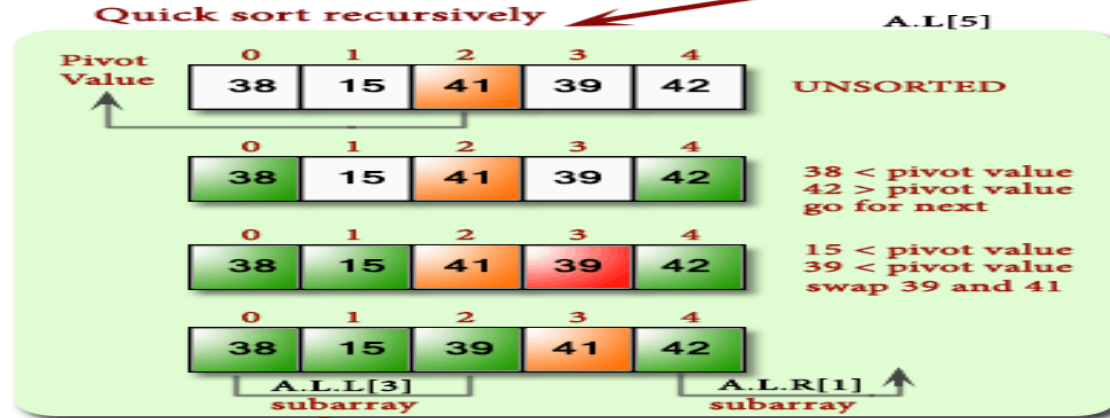 Quick sort recursively
A.L[5]
Pivot
Value
0 1 2 3 4
38 15 41 39 42
UNSORTED
0 1 2 3 4
38 15 41 39 42
38 < pivot value
42 > pivot value
go for next
0 1 2 3 4
38 15 41 39 42
15 < pivot value
39 < pivot value
swap 39 and 41
0 1 2 3 4
38 15 39 41 42
A.L.L[3]
subarray
A.L.R[1]
subarray